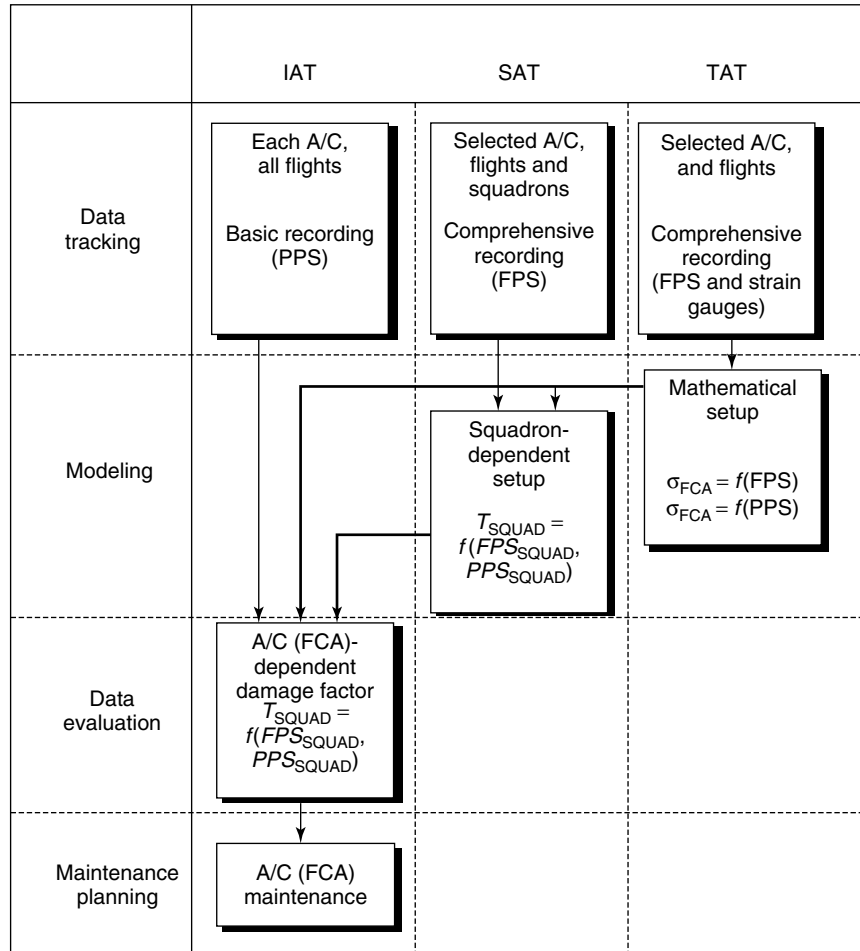 IAT
SAT
TAT
Data
tracking
Each A/C,
all flights
Basic recording
(PPS)
Selected A/C,
flights and
squadrons
Comprehensive
recording
(FPS)
Selected A/C,
and flights
Comprehensive
recording
(FPS and strain
gauges)
Modeling
Squadron-
dependent
setup
T_SQUAD =
f(FPS_SQUAD,
PPS_SQUAD)
Mathematical
setup
σ_FCA = f(FPS)
σ_FCA = f(PPS)
Data
evaluation
A/C (FCA)-
dependent
damage factor
T_SQUAD =
f(FPS_SQUAD,
PPS_SQUAD)
Maintenance
planning
A/C (FCA)
maintenance